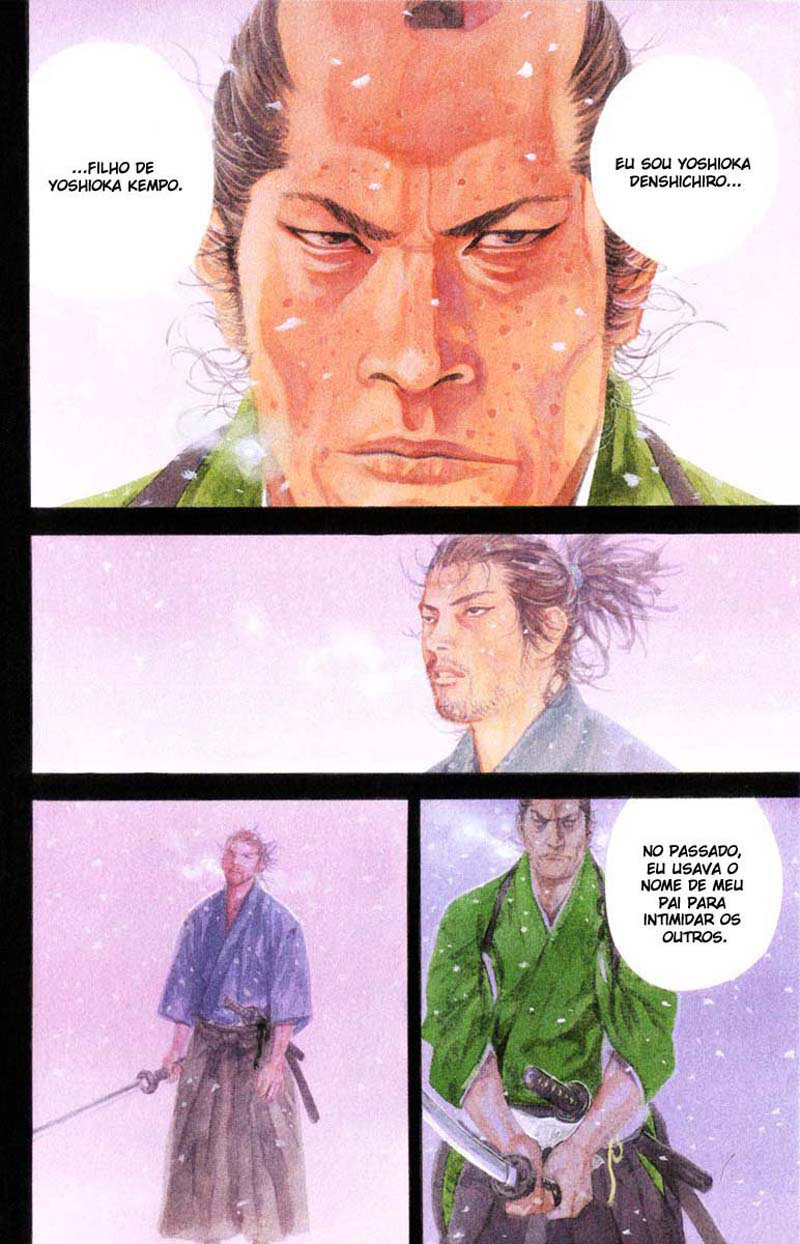 EU SOU YOSHIOKA
DENSHICHIRO...
...FILHO DE
YOSHIOKA KEMPO.
NO PASSADO,
EU USAVA O
NOME DE MEU
PAI PARA
INTIMIDAR OS
OUTROS.